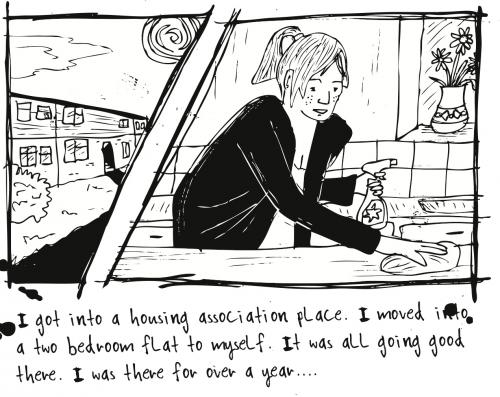 I got into a housing association place. I moved into
a two bedroom flat to myself. It was all going good
there. I was there for over a year....